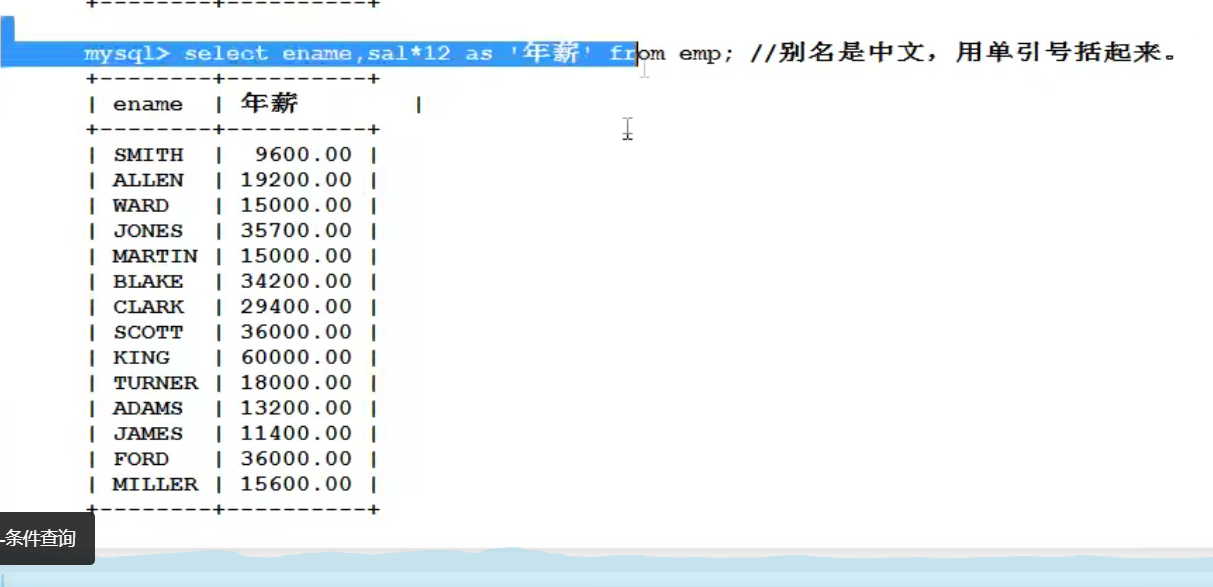 +--------+----------+
mysql> select ename,sal*12 as '年薪' from emp; //别名是中文，用单引号括起来。
+--------+----------+
| ename  | 年薪        |
+--------+----------+
| SMITH  |  9600.00 |
| ALLEN  | 19200.00 |
| WARD   | 15000.00 |
| JONES  | 35700.00 |
| MARTIN | 15000.00 |
| BLAKE  | 34200.00 |
| CLARK  | 29400.00 |
| SCOTT  | 36000.00 |
| KING   | 60000.00 |
| TURNER | 18000.00 |
| ADAMS  | 13200.00 |
| JAMES  | 11400.00 |
| FORD   | 36000.00 |
| MILLER | 15600.00 |
+--------+----------+
-条件查询